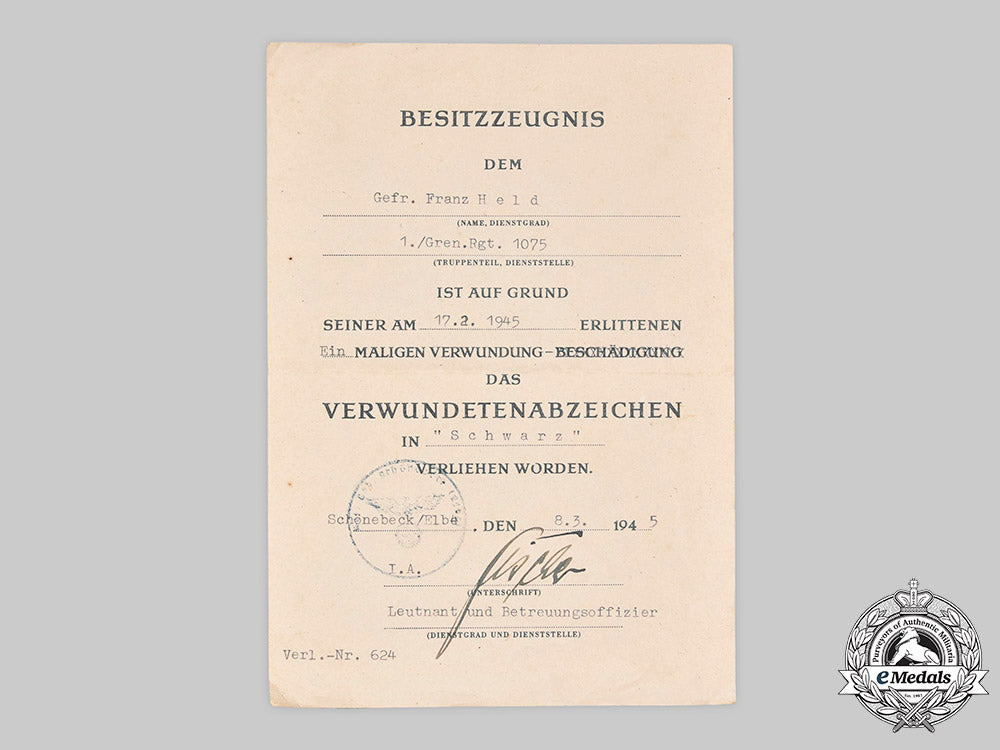 BESITZZEUGNIS
DEM
Gefr. Franz Held
(NAME, DIENSTGRAD)
1./Gren.Rgt. 1075
(TRUPPENTEIL, DIENSTSTELLE)
IST AUF GRUND
SEINER AM 17.2. 1945 ERLITTENEN
Ein MALIGEN VERWUNDUNG - BESCHÄDIGUNG
DAS
VERWUNDETENABZEICHEN
IN "Schwarz"
VERLIEHEN WORDEN.
Schönebeck/Elbe, DEN 8.3. 1945
I.A.
(UNTERSCHRIFT)
Leutnant und Betreuungsoffizier
(DIENSTGRAD UND DIENSTSTELLE)
Verl.-Nr. 624
Purveyors of Authentic Militaria
eMedals